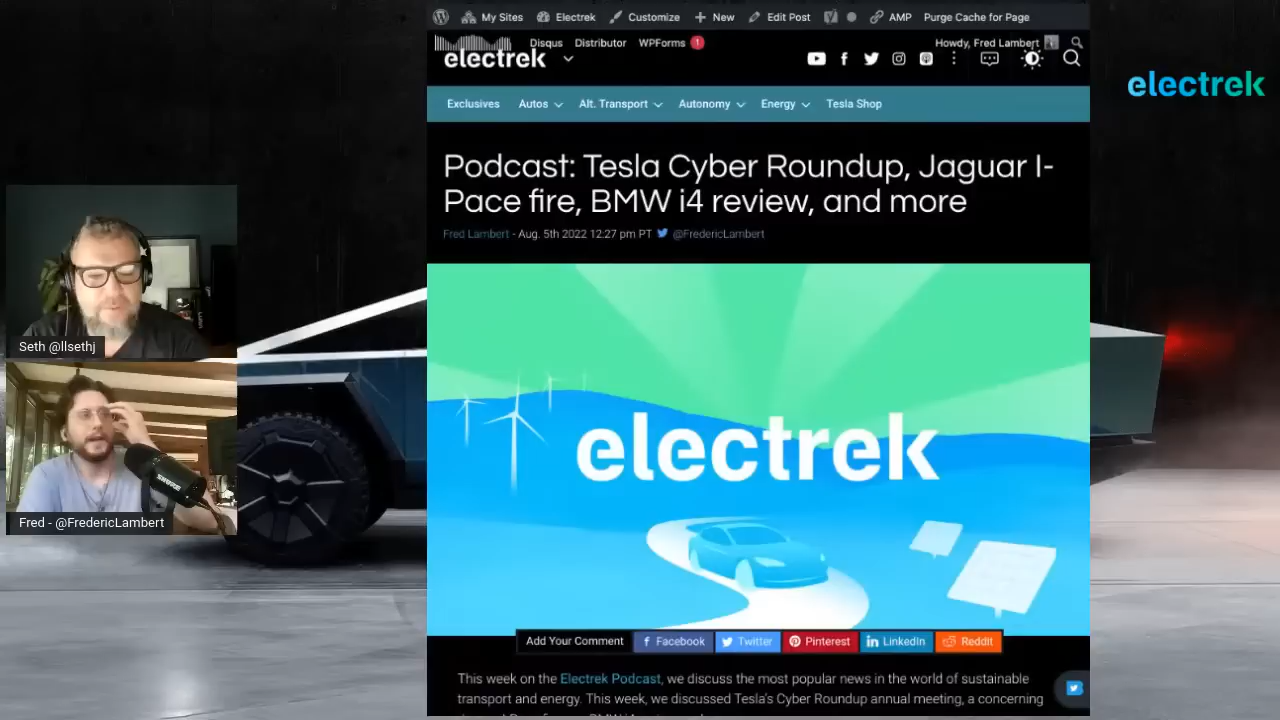 My Sites
Electrek
Customize
New
Edit Post
AMP
Purge Cache for Page
Disqus
Distributor
WPForms
1
Howdy, Fred Lambert
electrek
Exclusives
Autos
Alt. Transport
Autonomy
Energy
Tesla Shop
Podcast: Tesla Cyber Roundup, Jaguar I-
Pace fire, BMW i4 review, and more
Fred Lambert - Aug. 5th 2022 12:27 pm PT
@FredericLambert
electrek
Add Your Comment
Facebook
Twitter
Pinterest
LinkedIn
Reddit
This week on the Electrek Podcast, we discuss the most popular news in the world of sustainable
transport and energy. This week, we discussed Tesla's Cyber Roundup annual meeting, a concerning
electrek
Seth @llsethj
SHURE
Fred - @FredericLambert